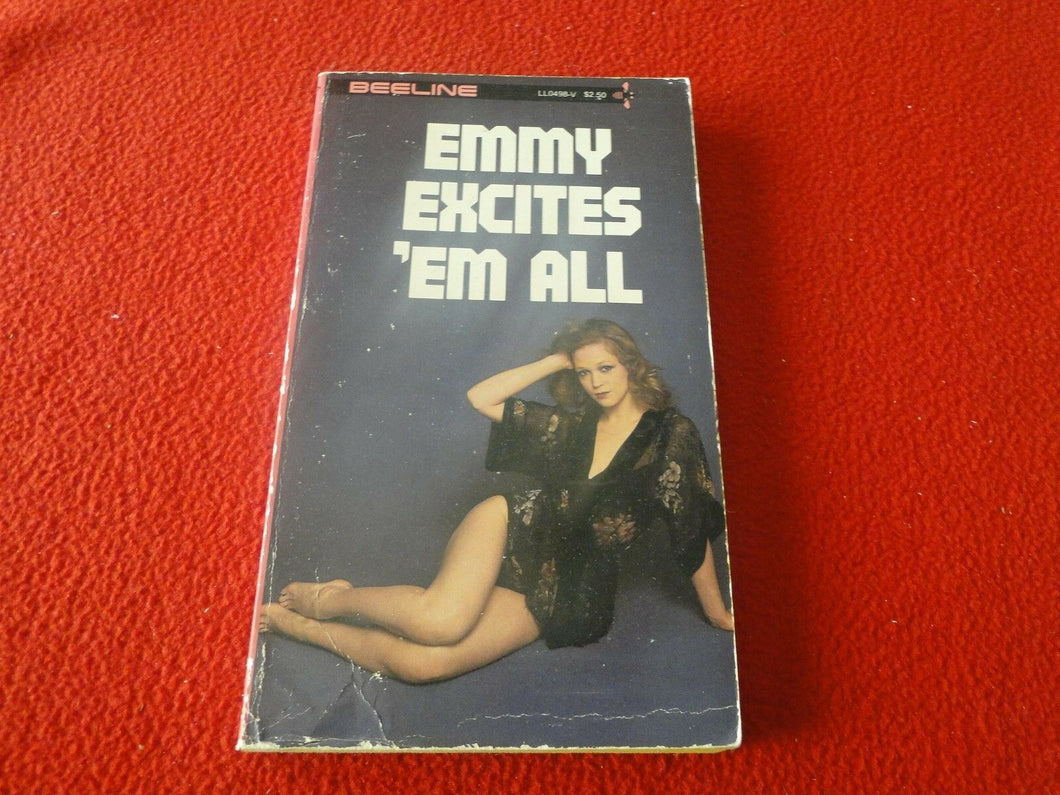 BEELINE LL0498-V $2.50
EMMY
EXCITES
'EM ALL